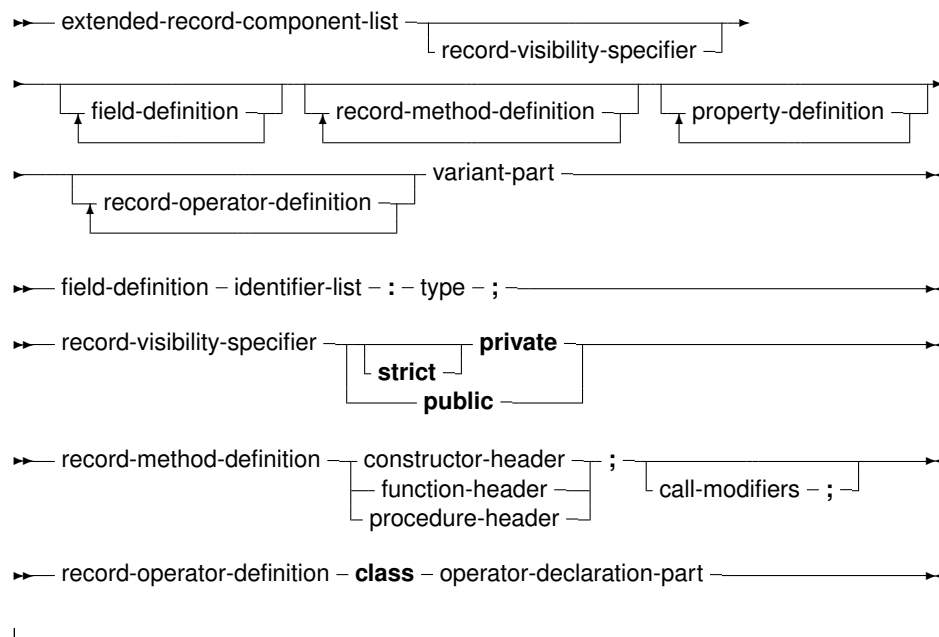 extended-record-component-list
record-visibility-specifier
field-definition record-method-definition property-definition
variant-part
record-operator-definition
field-definition identifier-list : type ;
record-visibility-specifier private
strict
public
record-method-definition constructor-header ;
function-header call-modifiers ;
procedure-header
record-operator-definition class operator-declaration-part